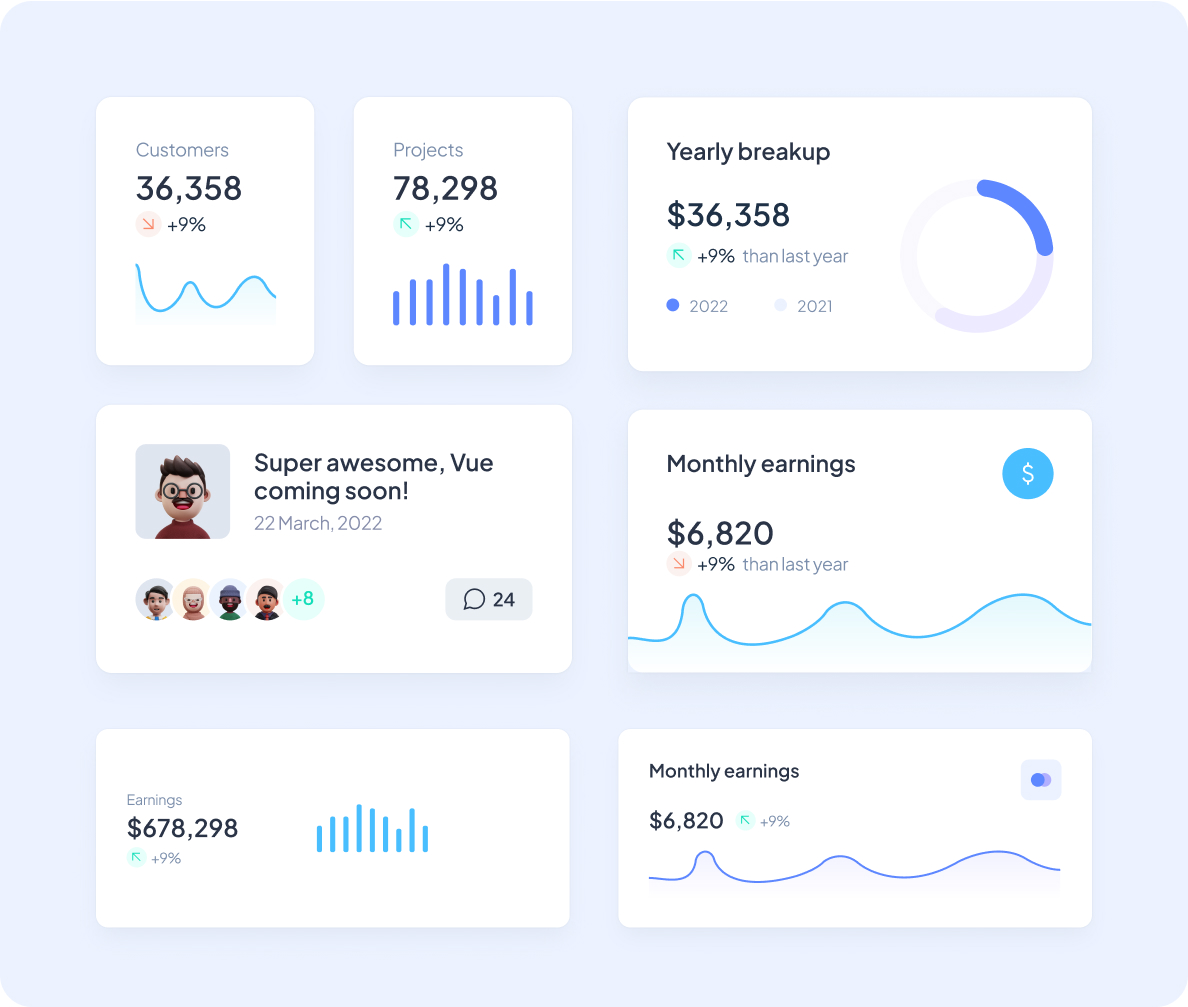 Customers
36,358
+9%
Projects
78,298
+9%
Yearly breakup
$36,358
+9% than last year
2022 2021
Super awesome, Vue
coming soon!
22 March, 2022
+8
24
Monthly earnings
$
$6,820
+9% than last year
Earnings
$678,298
+9%
Monthly earnings
$6,820 +9%